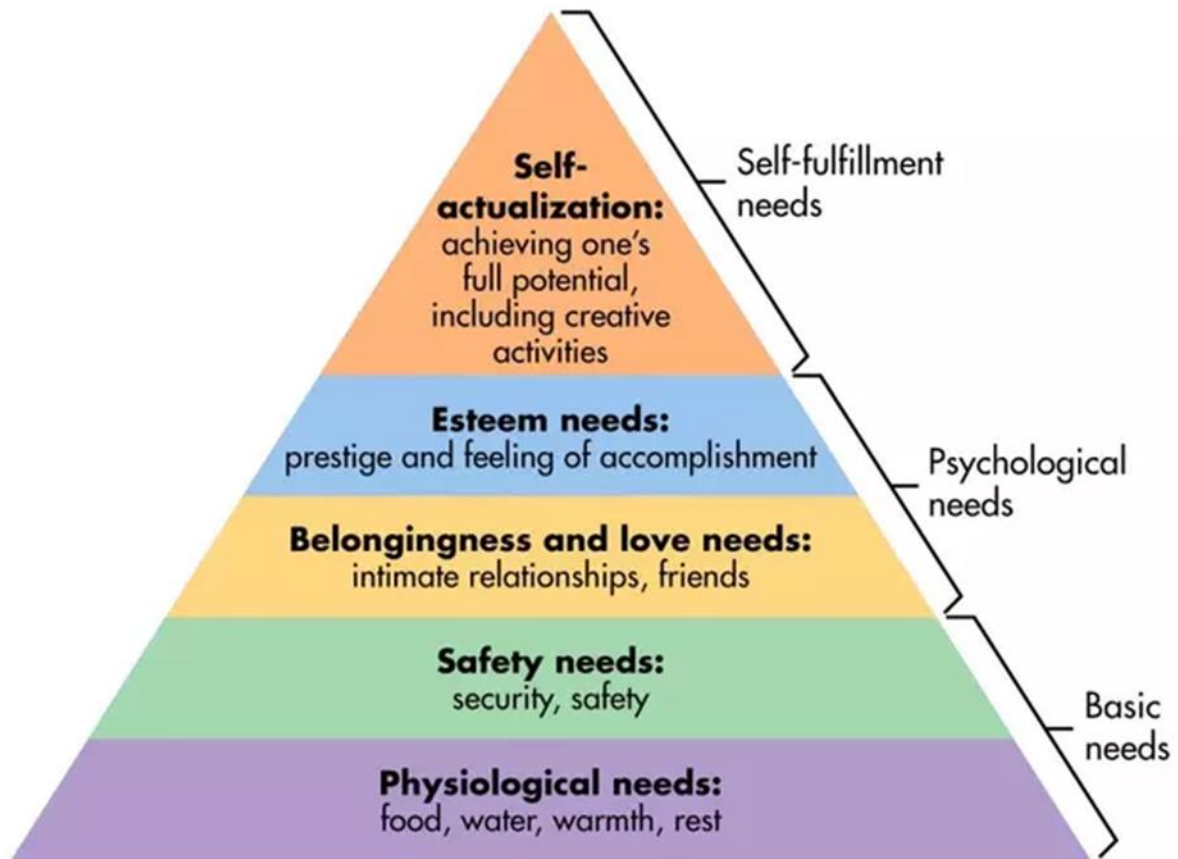 Self-
actualization:
achieving one's
full potential,
including creative
activities
Self-fulfillment
needs
Esteem needs:
prestige and feeling of accomplishment
Psychological
needs
Belongingness and love needs:
intimate relationships, friends
Safety needs:
security, safety
Basic
needs
Physiological needs:
food, water, warmth, rest